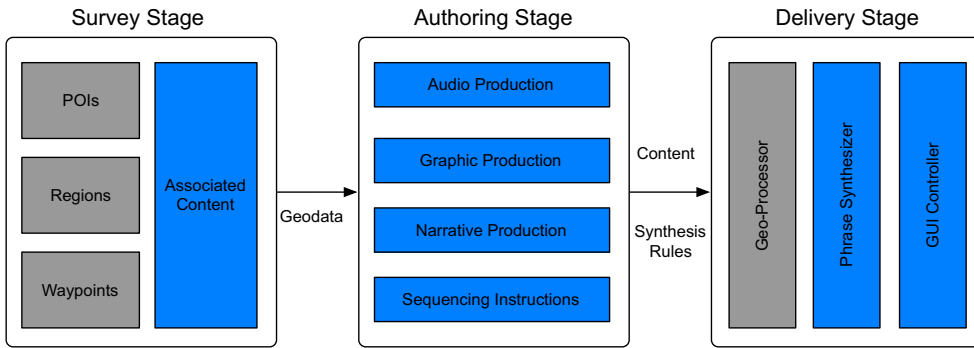 Survey Stage
POIs
Regions
Waypoints
Associated
Content
Geodata
Authoring Stage
Audio Production
Graphic Production
Narrative Production
Sequencing Instructions
Content
Synthesis
Rules
Delivery Stage
Geo-Processor
Phrase Synthesizer
GUI Controller